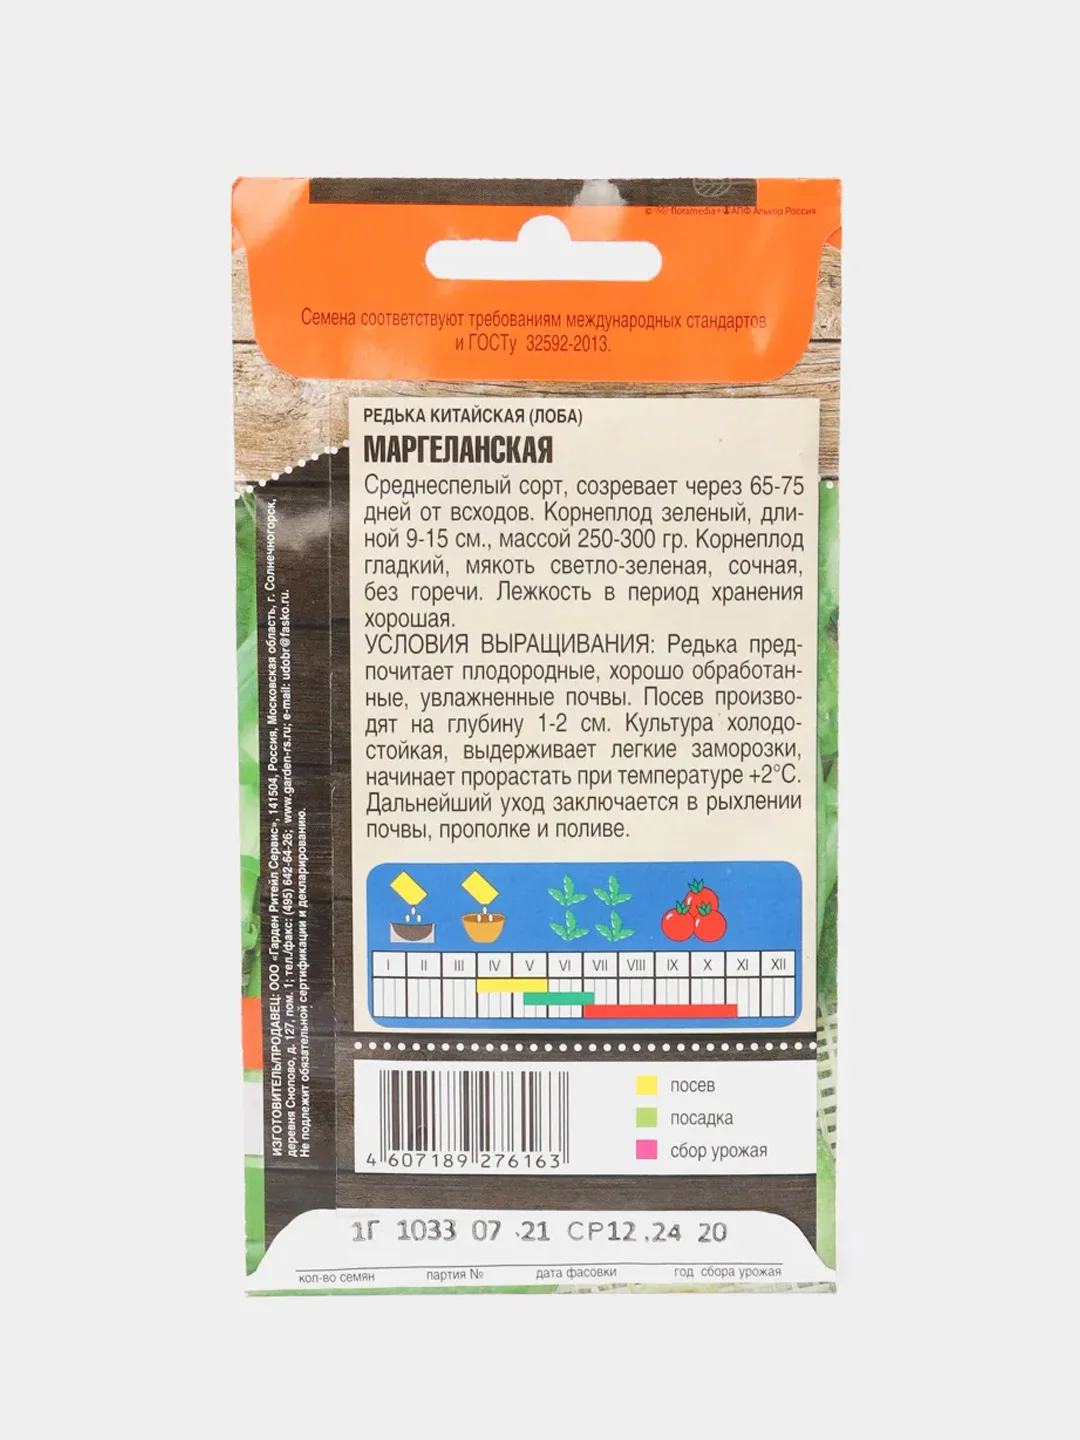 © floramedia+ФАПФ Алькор Россия
Семена соответствуют требованиям международных стандартов
и ГОСТу 32592-2013.
РЕДЬКА КИТАЙСКАЯ (ЛОБА)
МАРГЕЛАНСКАЯ
Среднеспелый сорт, созревает через 65-75
дней от всходов. Корнеплод зеленый, дли-
ной 9-15 см., массой 250-300 гр. Корнеплод
гладкий, мякоть светло-зеленая, сочная,
без горечи. Лежкость в период хранения
хорошая.
УСЛОВИЯ ВЫРАЩИВАНИЯ: Редька пред-
почитает плодородные, хорошо обработан-
ные, увлажненные почвы. Посев произво-
дят на глубину 1-2 см. Культура холодо-
стойкая, выдерживает легкие заморозки,
начинает прорастать при температуре +2°С.
Дальнейший уход заключается в рыхлении
почвы, прополке и поливе.
I II III IV V VI VII VIII IX X XI XII
ИЗГОТОВИТЕЛЬ/ПРОДАВЕЦ: ООО «Гарден Ритейл Сервис», 141504, Россия, Московская область, г. Солнечногорск,
деревня Снопово, д. 127, пом. 1; тел./факс: (495) 642-64-26; www.garden-rs.ru; e-mail: udobr@fasko.ru.
Не подлежит обязательной сертификации и декларированию.
посев
посадка
сбор урожая
4 607189 276163
1Г 1033 07 .21 СР12.24 20
кол-во семян партия № дата фасовки год сбора урожая